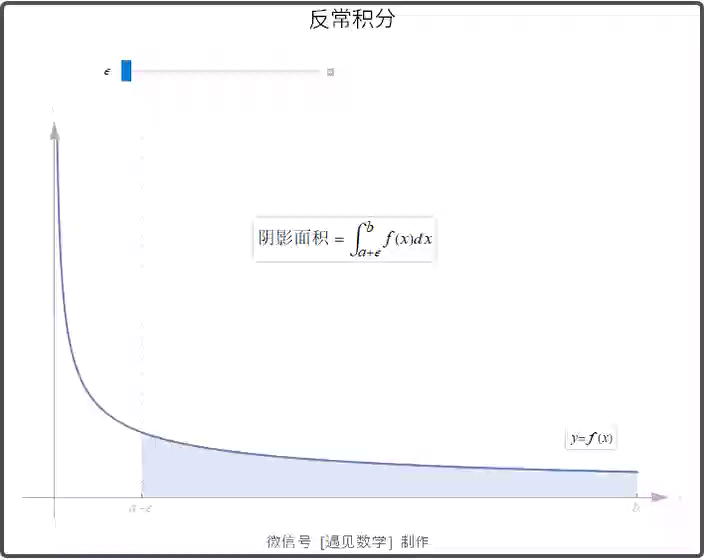 反常积分
ϵ
阴影面积 = ∫_{a+ϵ}^{b} f(x)dx
y=f(x)
微信号 [遇见数学] 制作